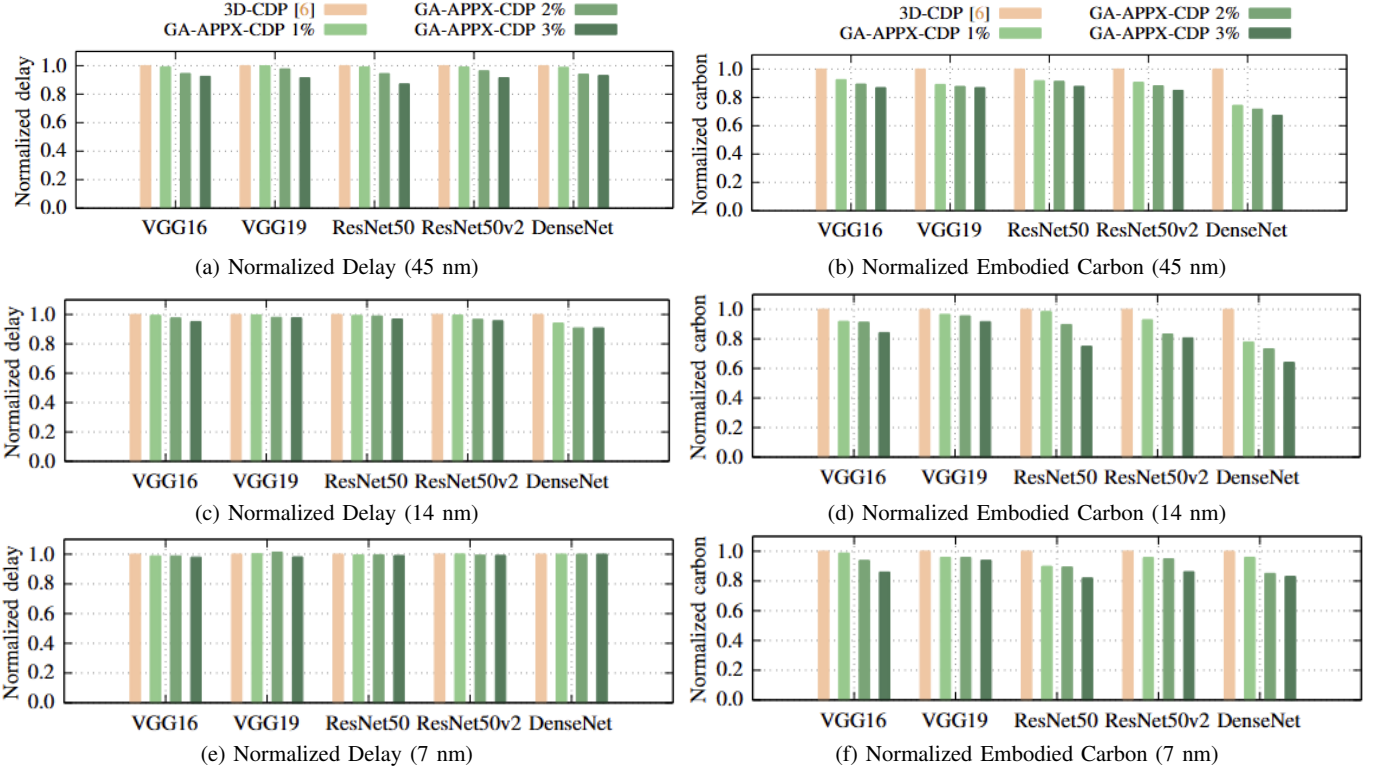 3D-CDP [6]
GA-APPX-CDP 1%
GA-APPX-CDP 2%
GA-APPX-CDP 3%
Normalized delay
1.0
0.8
0.6
0.4
0.2
0.0
VGG16 VGG19 ResNet50 ResNet50v2 DenseNet
(a) Normalized Delay (45 nm)
3D-CDP [6]
GA-APPX-CDP 1%
GA-APPX-CDP 2%
GA-APPX-CDP 3%
Normalized carbon
1.0
0.8
0.6
0.4
0.2
0.0
VGG16 VGG19 ResNet50 ResNet50v2 DenseNet
(b) Normalized Embodied Carbon (45 nm)
Normalized delay
1.0
0.8
0.6
0.4
0.2
0.0
VGG16 VGG19 ResNet50 ResNet50v2 DenseNet
(c) Normalized Delay (14 nm)
Normalized carbon
1.0
0.8
0.6
0.4
0.2
0.0
VGG16 VGG19 ResNet50 ResNet50v2 DenseNet
(d) Normalized Embodied Carbon (14 nm)
Normalized delay
1.0
0.8
0.6
0.4
0.2
0.0
VGG16 VGG19 ResNet50 ResNet50v2 DenseNet
(e) Normalized Delay (7 nm)
Normalized carbon
1.0
0.8
0.6
0.4
0.2
0.0
VGG16 VGG19 ResNet50 ResNet50v2 DenseNet
(f) Normalized Embodied Carbon (7 nm)